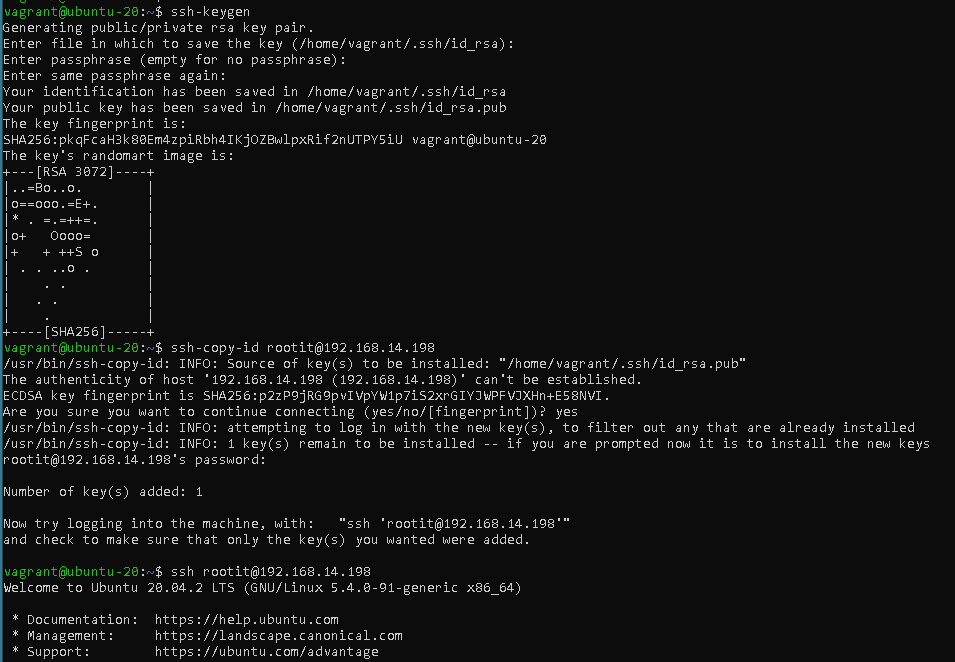 vagrant@ubuntu-20:~$ ssh-keygen
Generating public/private rsa key pair.
Enter file in which to save the key (/home/vagrant/.ssh/id_rsa):
Enter passphrase (empty for no passphrase):
Enter same passphrase again:
Your identification has been saved in /home/vagrant/.ssh/id_rsa
Your public key has been saved in /home/vagrant/.ssh/id_rsa.pub
The key fingerprint is:
SHA256:pkqFcaH3k80Em4zpiRbh4IKjOZBwlpxRif2nUTPY5iU vagrant@ubuntu-20
The key's randomart image is:
+---[RSA 3072]----+
|..=Bo..o.        |
|o==ooo.=E+.      |
|* . =.=++=.      |
|o+   Oooo=       |
|+   + ++S o      |
| . . ..o .       |
|    . .          |
|   . .           |
|    .            |
+----[SHA256]-----+
vagrant@ubuntu-20:~$ ssh-copy-id rootit@192.168.14.198
/usr/bin/ssh-copy-id: INFO: Source of key(s) to be installed: "/home/vagrant/.ssh/id_rsa.pub"
The authenticity of host '192.168.14.198 (192.168.14.198)' can't be established.
ECDSA key fingerprint is SHA256:p2zP9jRG9pvIVpYW1p7iS2xrGIYJWPFVJXHn+E58NVI.
Are you sure you want to continue connecting (yes/no/[fingerprint])? yes
/usr/bin/ssh-copy-id: INFO: attempting to log in with the new key(s), to filter out any that are already installed
/usr/bin/ssh-copy-id: INFO: 1 key(s) remain to be installed -- if you are prompted now it is to install the new keys
rootit@192.168.14.198's password:
Number of key(s) added: 1
Now try logging into the machine, with:   "ssh 'rootit@192.168.14.198'"
and check to make sure that only the key(s) you wanted were added.
vagrant@ubuntu-20:~$ ssh rootit@192.168.14.198
Welcome to Ubuntu 20.04.2 LTS (GNU/Linux 5.4.0-91-generic x86_64)
* Documentation:  https://help.ubuntu.com
* Management:     https://landscape.canonical.com
* Support:        https://ubuntu.com/advantage